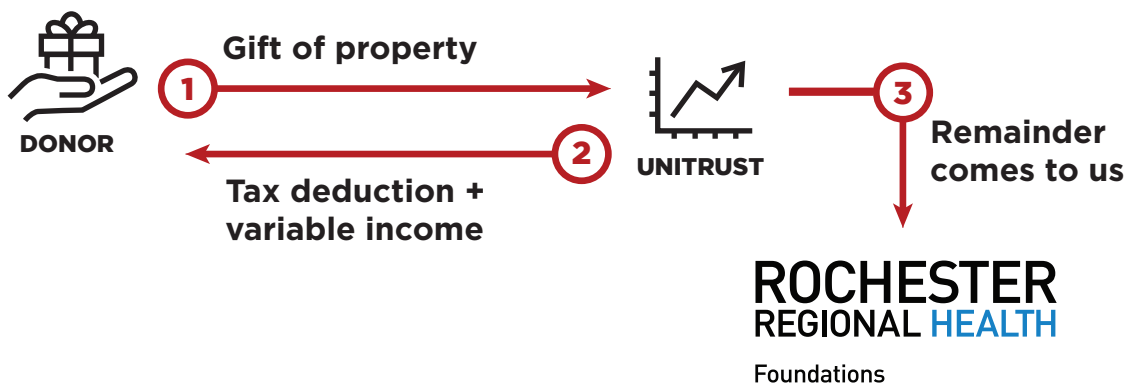 Gift of property
1
DONOR
2
Tax deduction +
variable income
UNITRUST
3
Remainder
comes to us
ROCHESTER
REGIONAL HEALTH
Foundations